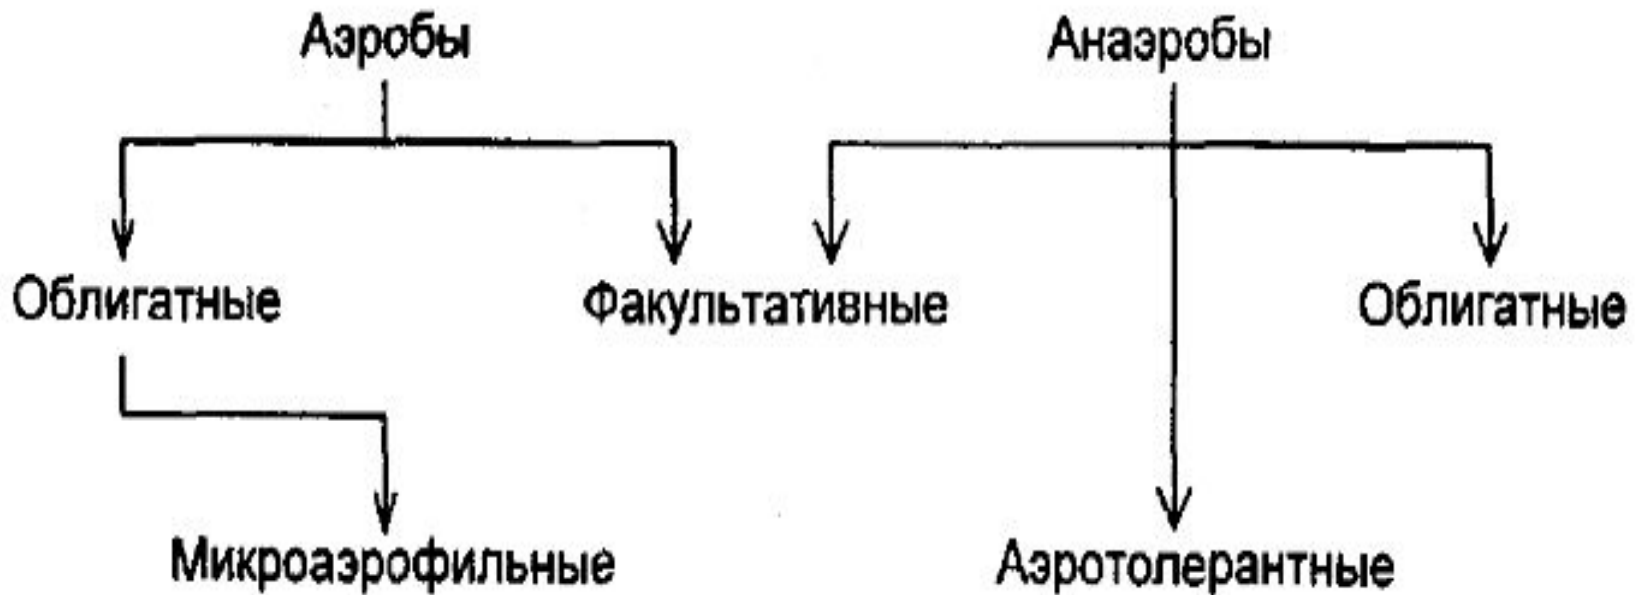 Аэробы Анаэробы
Облигатные Факультативные Облигатные
Микроаэрофильные Аэротолерантные